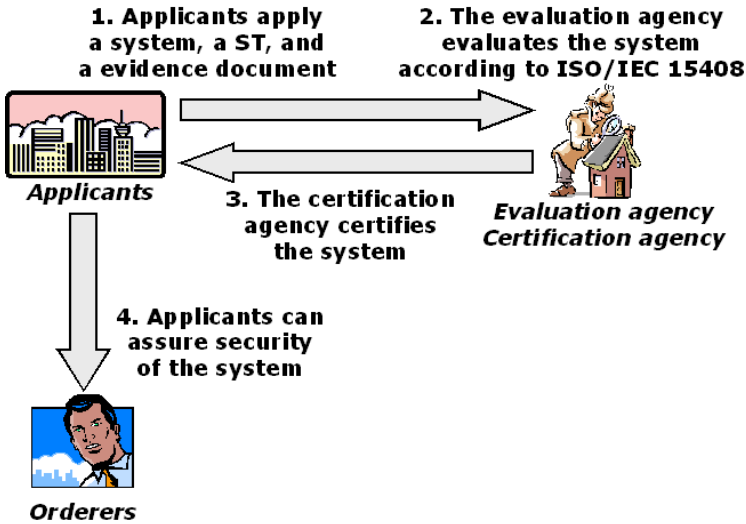 1. Applicants apply
a system, a ST, and
a evidence document
2. The evaluation agency
evaluates the system
according to ISO/IEC 15408
Applicants
3. The certification
agency certifies
the system
Evaluation agency
Certification agency
4. Applicants can
assure security
of the system
Orderers